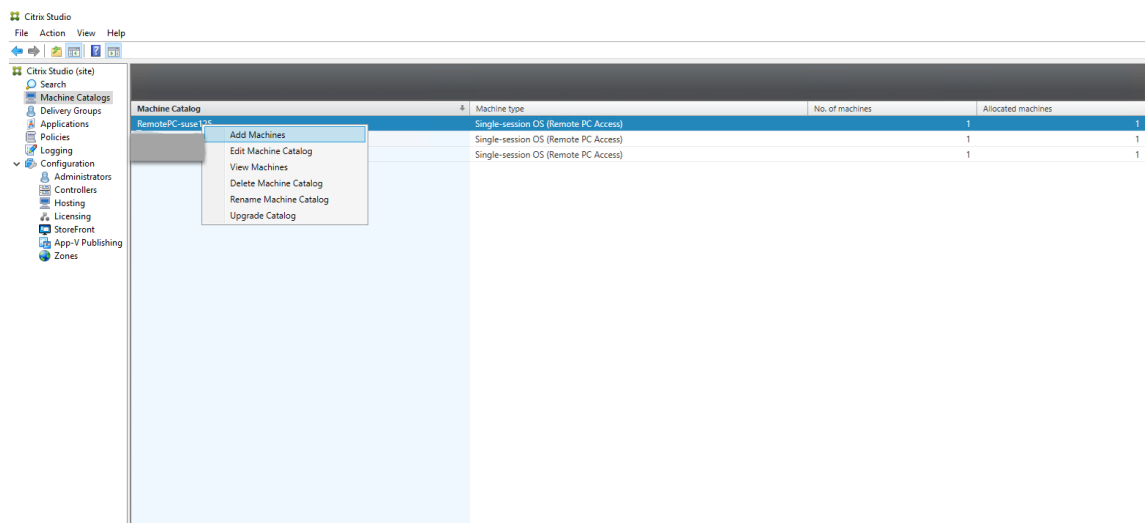 Citrix Studio
File Action View Help
Citrix Studio (site)
Search
Machine Catalogs
Delivery Groups
Applications
Policies
Logging
Configuration
Administrators
Controllers
Hosting
Licensing
StoreFront
App-V Publishing
Zones
Machine Catalog Machine type No. of machines Allocated machines
RemotePC-suse125 Single-session OS (Remote PC Access) 1 1
Single-session OS (Remote PC Access) 1 1
Single-session OS (Remote PC Access) 1 1
Add Machines
Edit Machine Catalog
View Machines
Delete Machine Catalog
Rename Machine Catalog
Upgrade Catalog